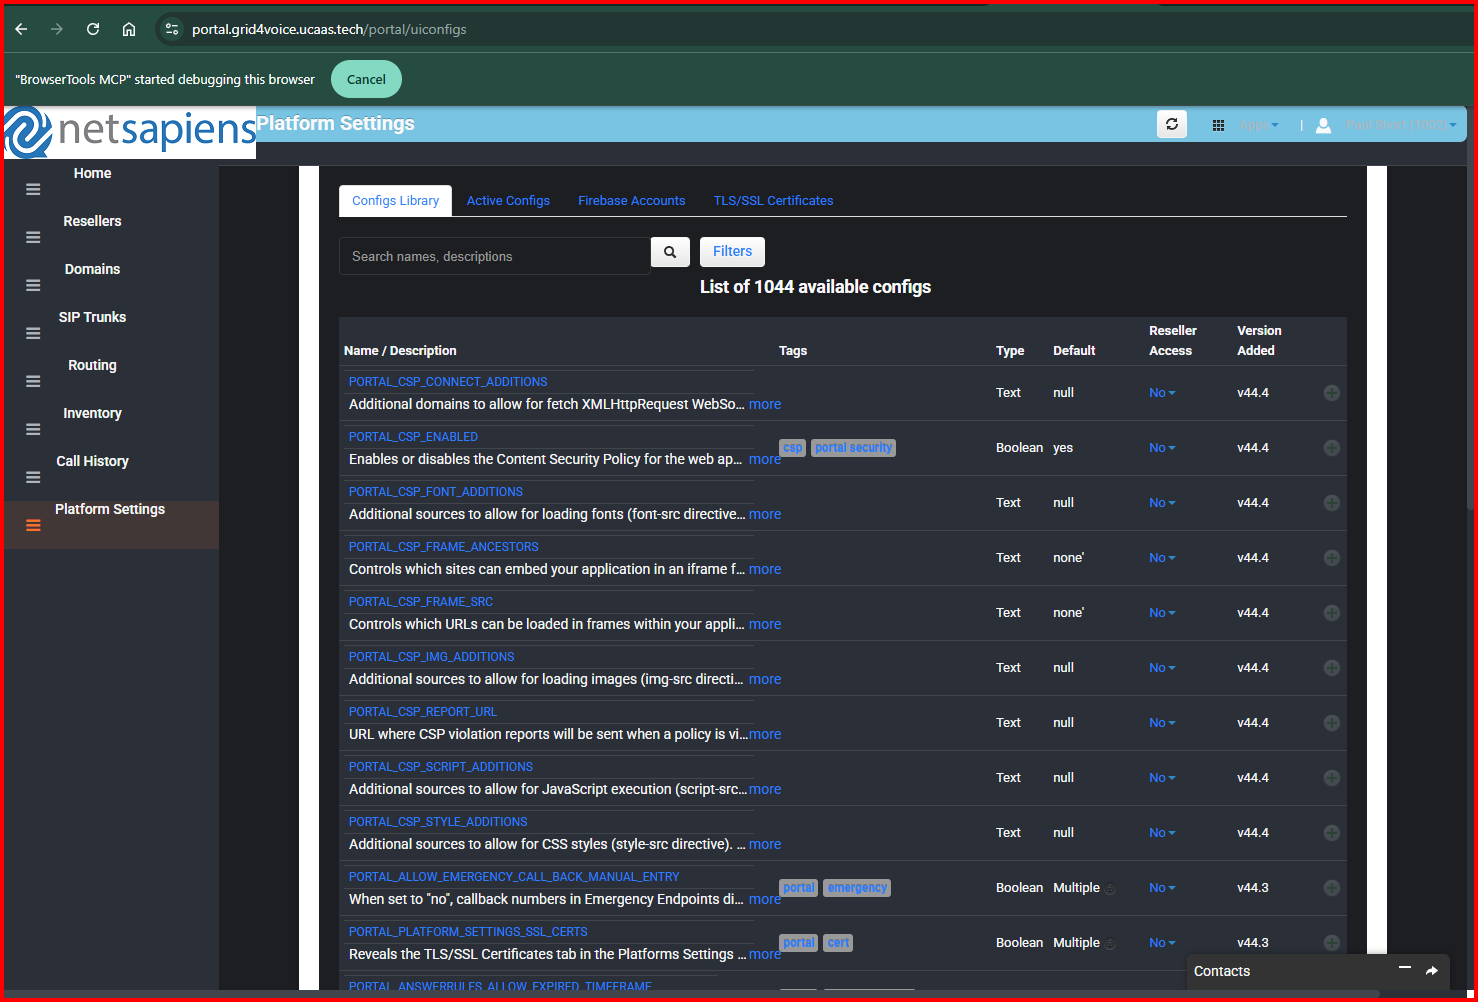 portal.grid4voice.ucaas.tech/portal/uiconfigs
"BrowserTools MCP" started debugging this browser
Cancel
netsapiens
Platform Settings
Apps
|
Home
Resellers
Domains
SIP Trunks
Routing
Inventory
Call History
Platform Settings
Configs Library
Active Configs
Firebase Accounts
TLS/SSL Certificates
Search names, descriptions
Filters
List of 1044 available configs
Name / Description Tags Type Default Reseller Access Version Added
PORTAL_CSP_CONNECT_ADDITIONS
Additional domains to allow for fetch XMLHttpRequest WebSo... more Text null No v44.4
PORTAL_CSP_ENABLED
Enables or disables the Content Security Policy for the web ap... more csp portal security Boolean yes No v44.4
PORTAL_CSP_FONT_ADDITIONS
Additional sources to allow for loading fonts (font-src directive... more Text null No v44.4
PORTAL_CSP_FRAME_ANCESTORS
Controls which sites can embed your application in an iframe f... more Text none' No v44.4
PORTAL_CSP_FRAME_SRC
Controls which URLs can be loaded in frames within your appli... more Text none' No v44.4
PORTAL_CSP_IMG_ADDITIONS
Additional sources to allow for loading images (img-src directi... more Text null No v44.4
PORTAL_CSP_REPORT_URL
URL where CSP violation reports will be sent when a policy is vi... more Text null No v44.4
PORTAL_CSP_SCRIPT_ADDITIONS
Additional sources to allow for JavaScript execution (script-src... more Text null No v44.4
PORTAL_CSP_STYLE_ADDITIONS
Additional sources to allow for CSS styles (style-src directive). ... more Text null No v44.4
PORTAL_ALLOW_EMERGENCY_CALL_BACK_MANUAL_ENTRY
When set to "no", callback numbers in Emergency Endpoints di... more portal emergency Boolean Multiple No v44.3
PORTAL_PLATFORM_SETTINGS_SSL_CERTS
Reveals the TLS/SSL Certificates tab in the Platforms Settings ... more portal cert Boolean Multiple No v44.3
PORTAL_ANSWERRULES_ALLOW_EXPIRED_TIMEFRAME
Contacts